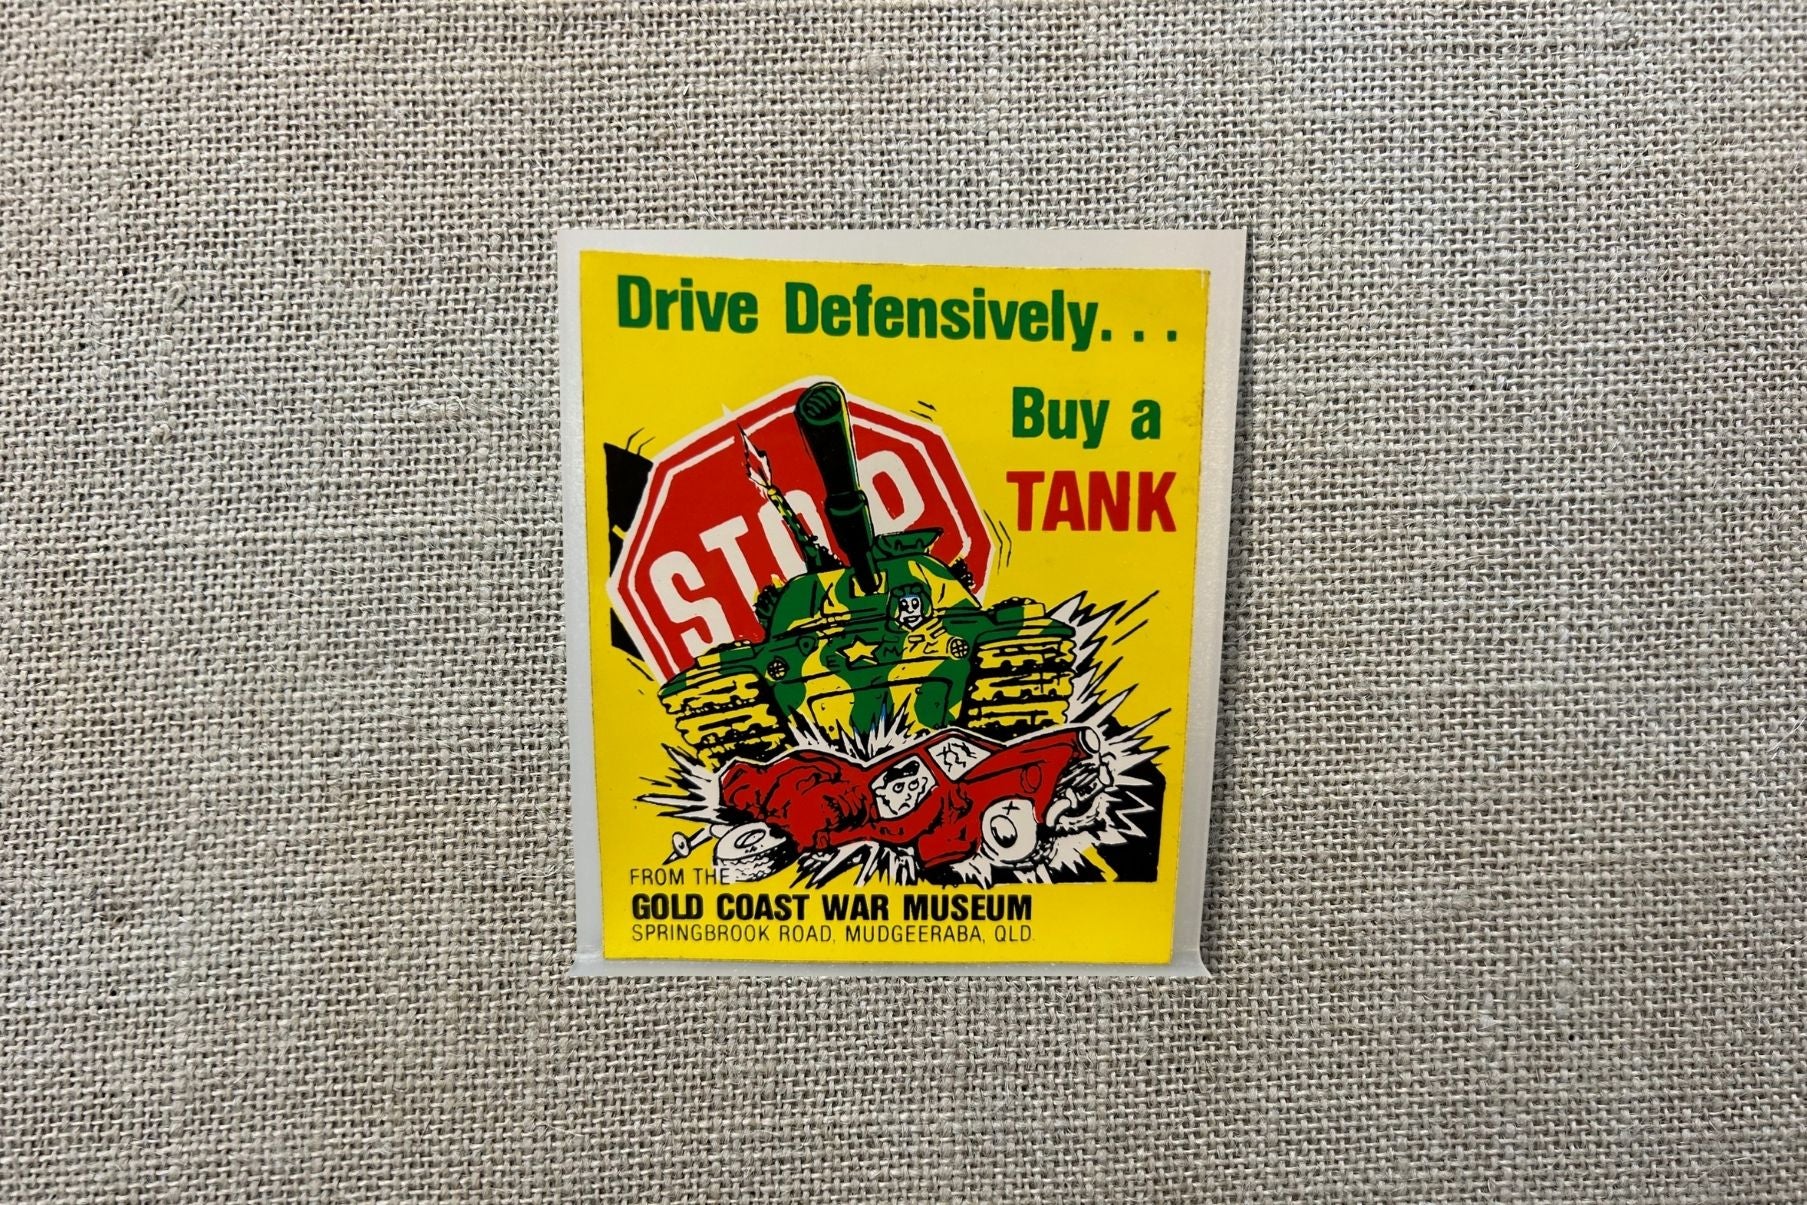 Drive Defensively. . .
Buy a
TANK
STOP
FROM THE
GOLD COAST WAR MUSEUM
SPRINGBROOK ROAD, MUDGEERABA, QLD.